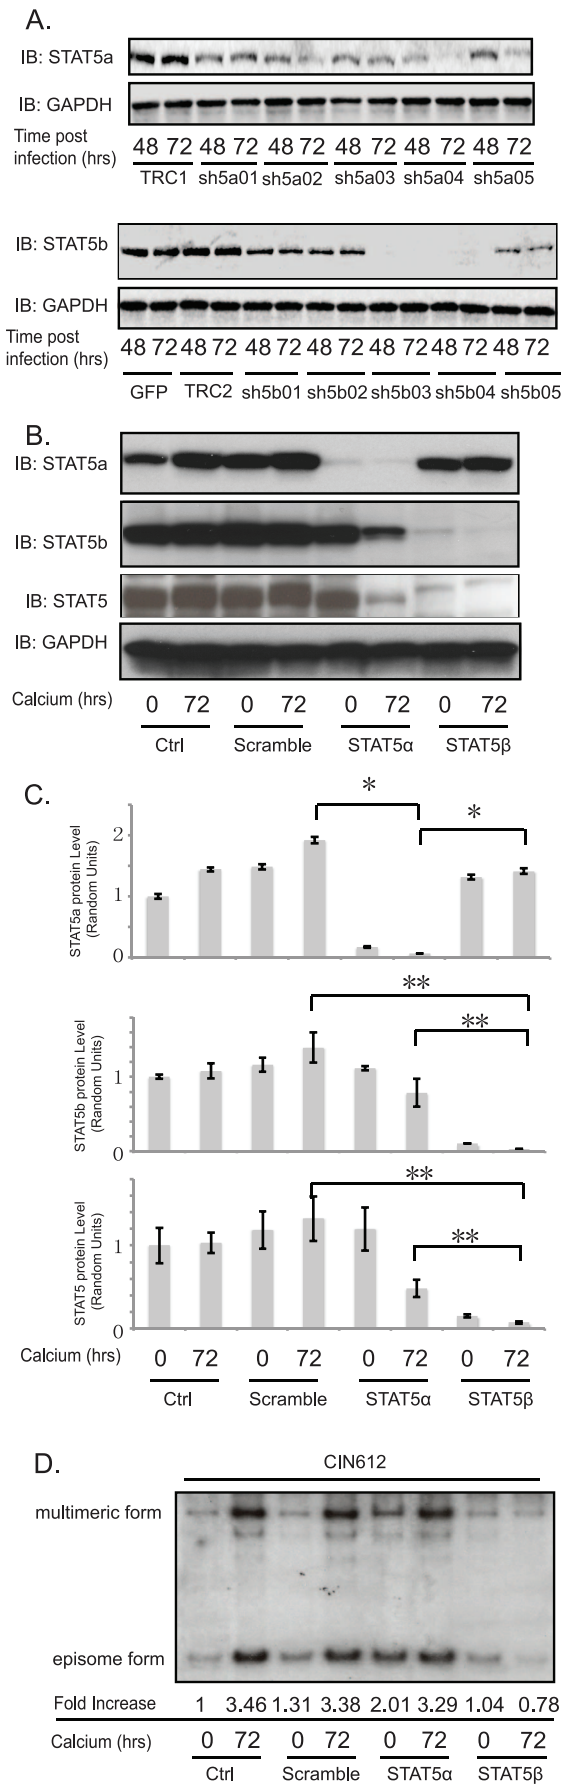 A.
IB: STAT5a
IB: GAPDH
Time post infection (hrs)
48 72 48 72 48 72 48 72 48 72 48 72
TRC1 sh5a01 sh5a02 sh5a03 sh5a04 sh5a05
IB: STAT5b
IB: GAPDH
Time post infection (hrs)
48 72 48 72 48 72 48 72 48 72 48 72 48 72
GFP TRC2 sh5b01 sh5b02 sh5b03 sh5b04 sh5b05
B.
IB: STAT5a
IB: STAT5b
IB: STAT5
IB: GAPDH
Calcium (hrs) 0 72 0 72 0 72 0 72
Ctrl Scramble STAT5α STAT5β
C.
STAT5a protein Level
(Random Units)
2
1
0
* *
STAT5b protein Level
(Random Units)
1
0
**
**
STAT5 protein Level
(Random Units)
1
0
**
**
Calcium (hrs) 0 72 0 72 0 72 0 72
Ctrl Scramble STAT5α STAT5β
D.
CIN612
multimeric form
episome form
Fold Increase 1 3.46 1.31 3.38 2.01 3.29 1.04 0.78
Calcium (hrs) 0 72 0 72 0 72 0 72
Ctrl Scramble STAT5α STAT5β